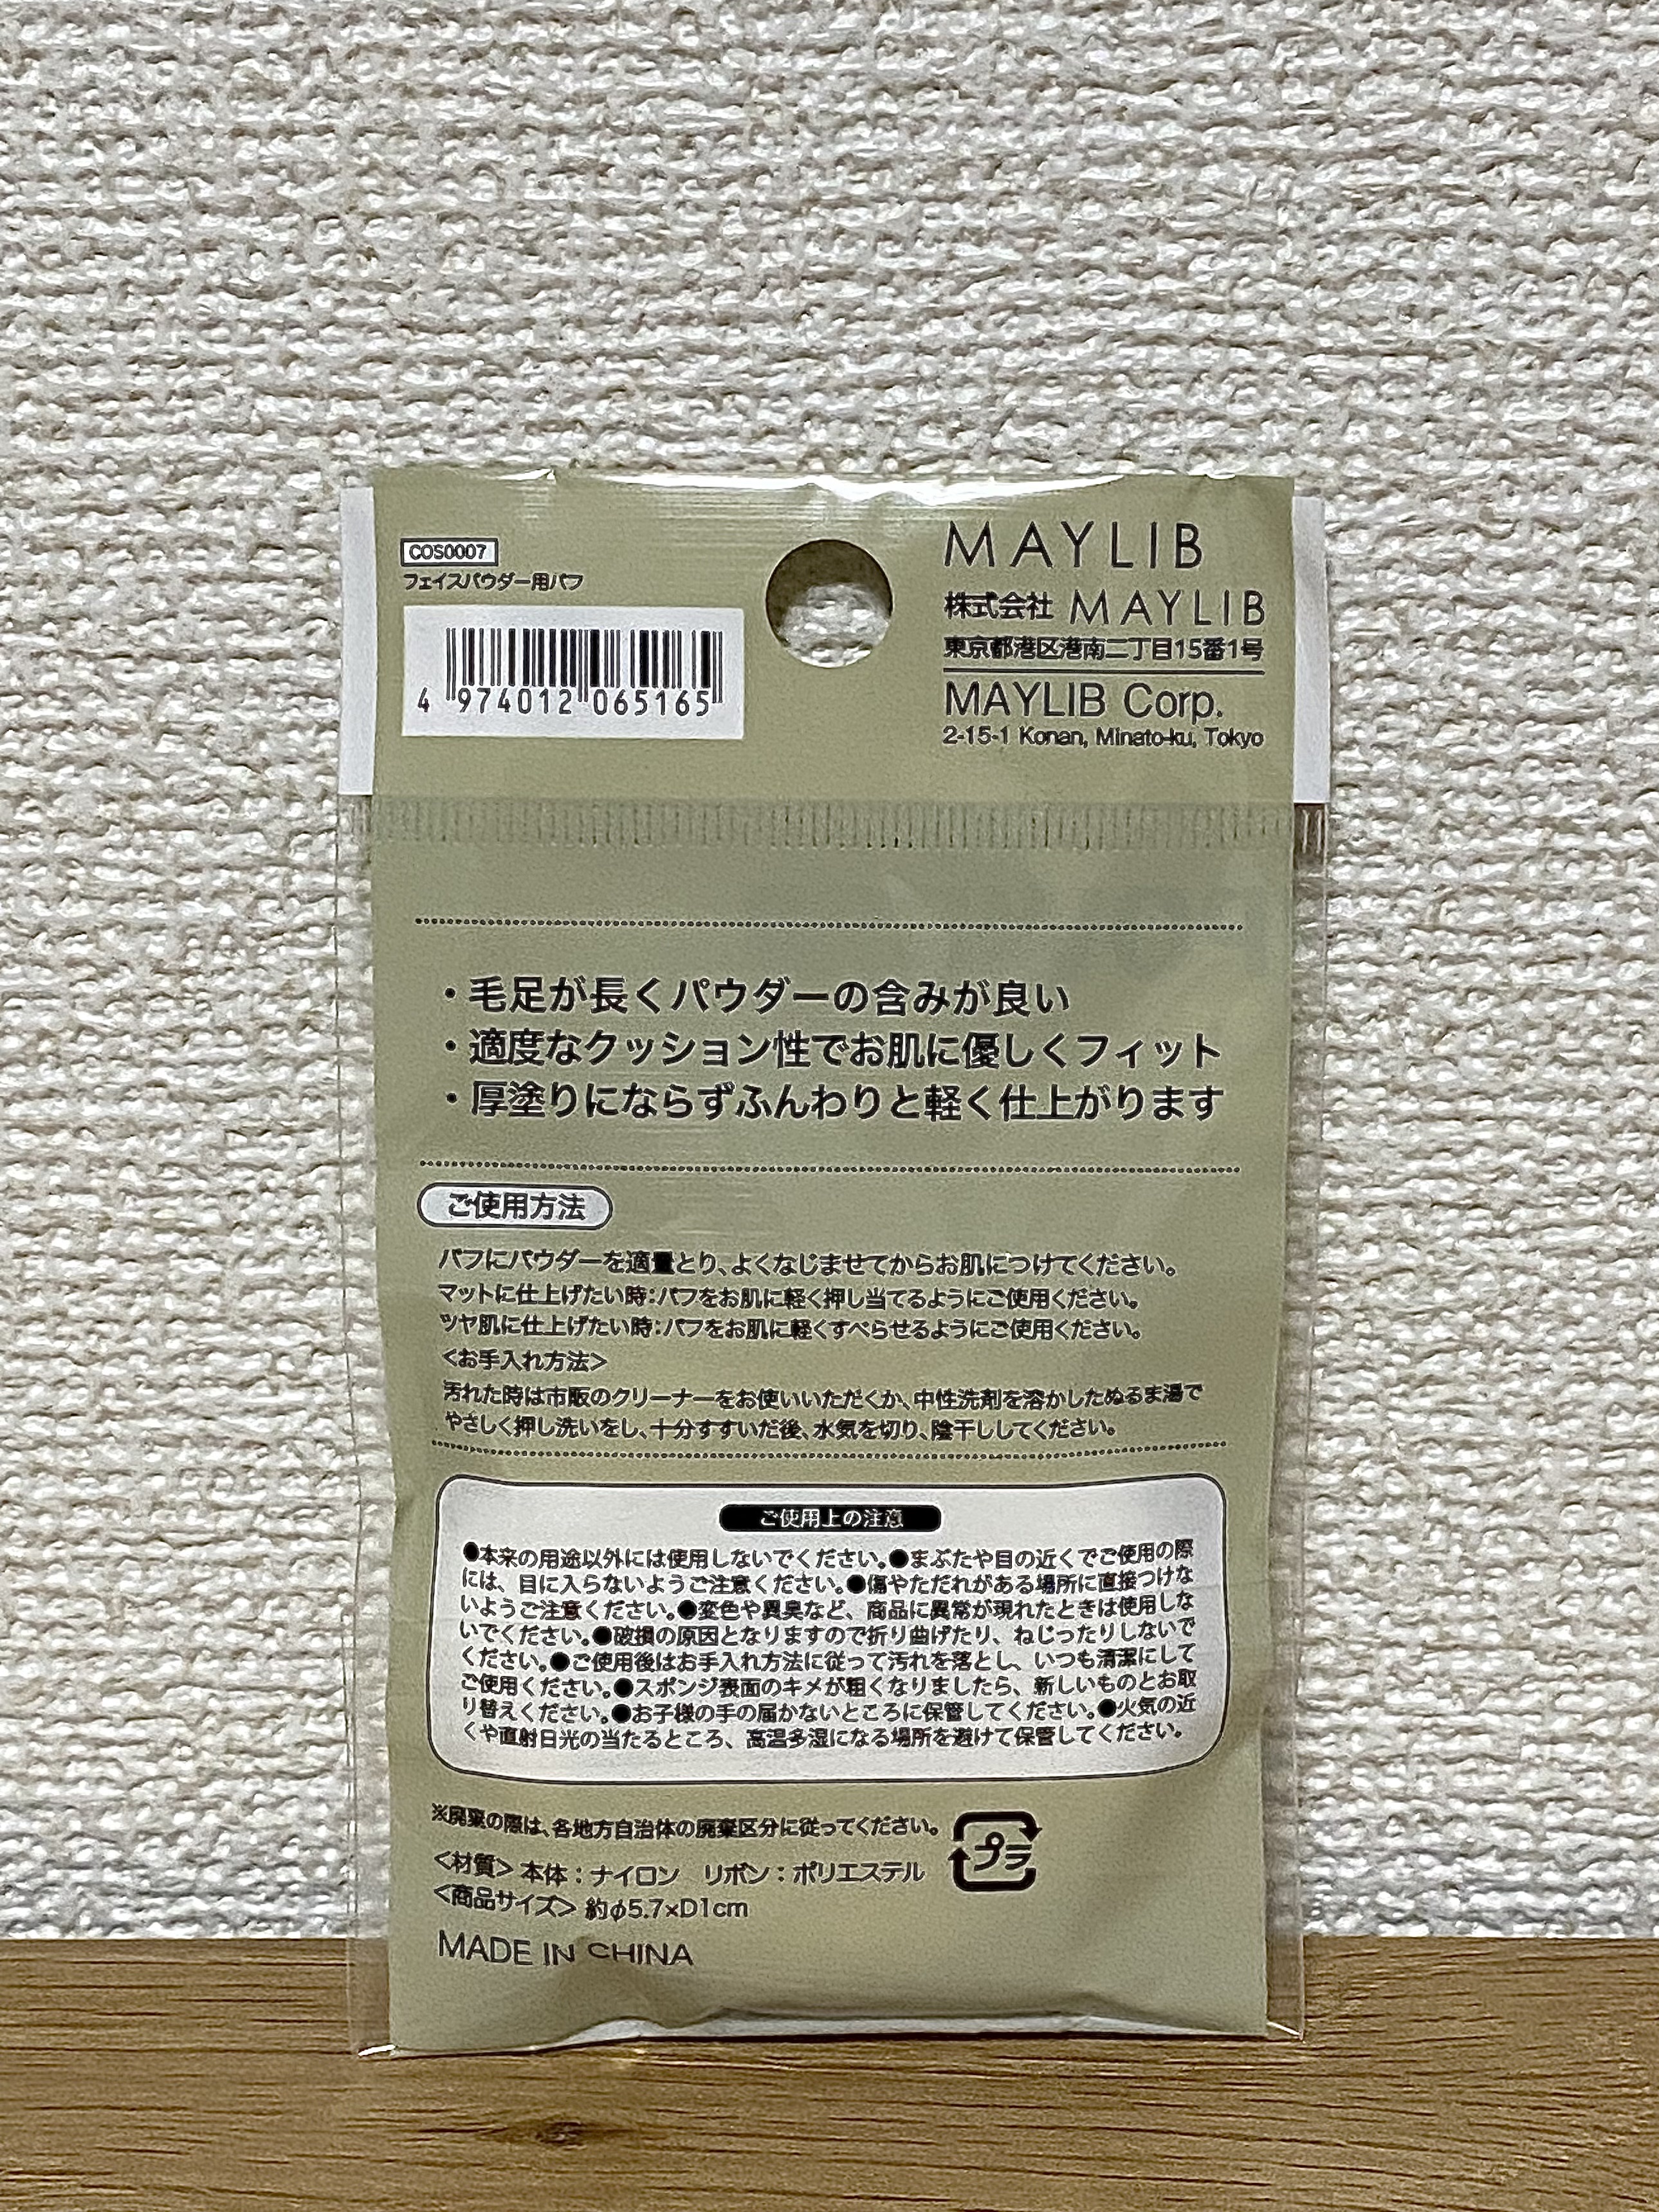 COS0007
フェイスパウダー用パフ
4 974012 065165
MAYLIB
株式会社 MAYLIB
東京都港区港南二丁目15番1号
MAYLIB Corp.
2-15-1 Konan, Minato-ku, Tokyo
・毛足が長くパウダーの含みが良い
・適度なクッション性でお肌に優しくフィット
・厚塗りにならずふんわりと軽く仕上がります
ご使用方法
パフにパウダーを適量とり、よくなじませてからお肌につけてください。
マットに仕上げたい時：パフをお肌に軽く押し当てるようにご使用ください。
ツヤ肌に仕上げたい時：パフをお肌に軽くすべらせるようにご使用ください。
<お手入れ方法>
汚れた時は市販のクリーナーをお使いいただくか、中性洗剤を溶かしたぬるま湯で
やさしく押し洗いをし、十分すすいだ後、水気を切り、陰干ししてください。
ご使用上の注意
●本来の用途以外には使用しないでください。●まぶたや目の近くでご使用の際
には、目に入らないようご注意ください。●傷やただれがある場所に直接つけな
いようご注意ください。●変色や異臭など、商品に異常が現れたときは使用しな
いでください。●破損の原因となりますので折り曲げたり、ねじったりしないで
ください。●ご使用後はお手入れ方法に従って汚れを落とし、いつも清潔にして
ご使用ください。●スポンジ表面のキメが粗くなりましたら、新しいものとお取
り替えください。●お子様の手の届かないところに保管してください。●火気の近
くや直射日光の当たるところ、高温多湿になる場所を避けて保管してください。
※廃棄の際は、各地方自治体の廃棄区分に従ってください。
プラ
<材質> 本体：ナイロン リボン：ポリエステル
<商品サイズ> 約φ5.7×D1cm
MADE IN CHINA